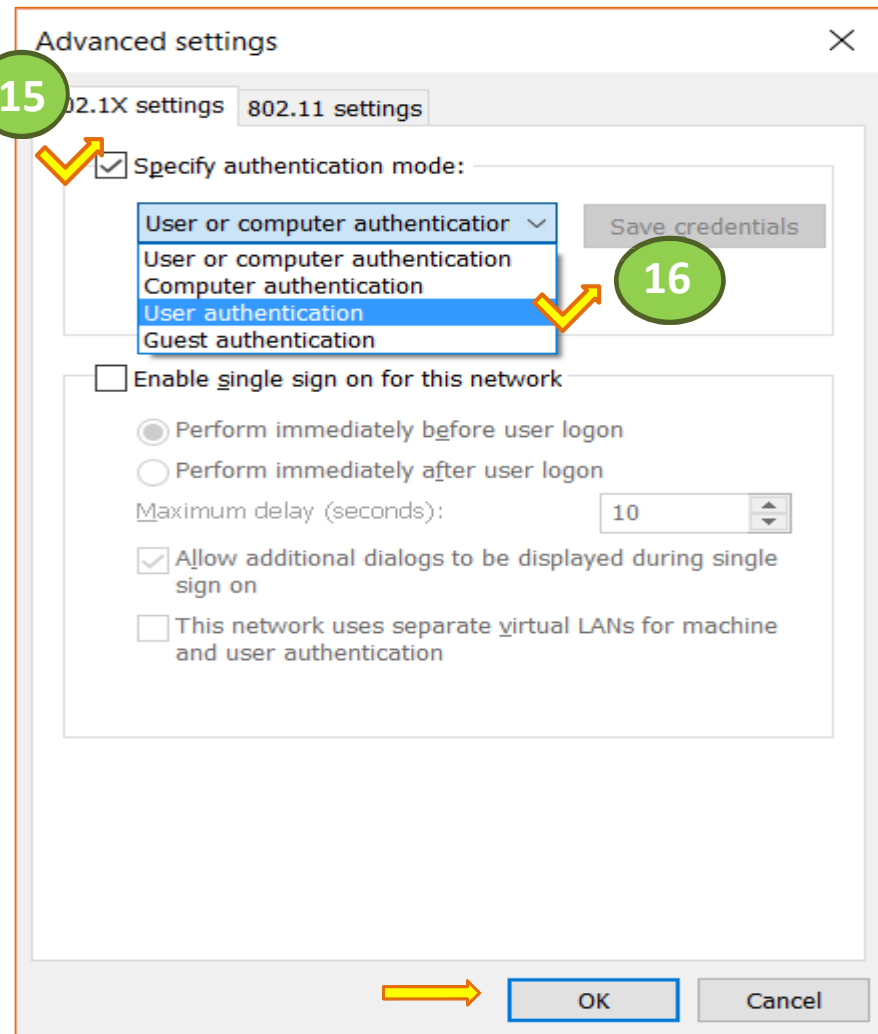 Advanced settings
15
02.1X settings
802.11 settings
Specify authentication mode:
User or computer authentication
Save credentials
User or computer authentication
Computer authentication
User authentication
Guest authentication
16
Enable single sign on for this network
Perform immediately before user logon
Perform immediately after user logon
Maximum delay (seconds):
10
Allow additional dialogs to be displayed during single
sign on
This network uses separate virtual LANs for machine
and user authentication
OK
Cancel